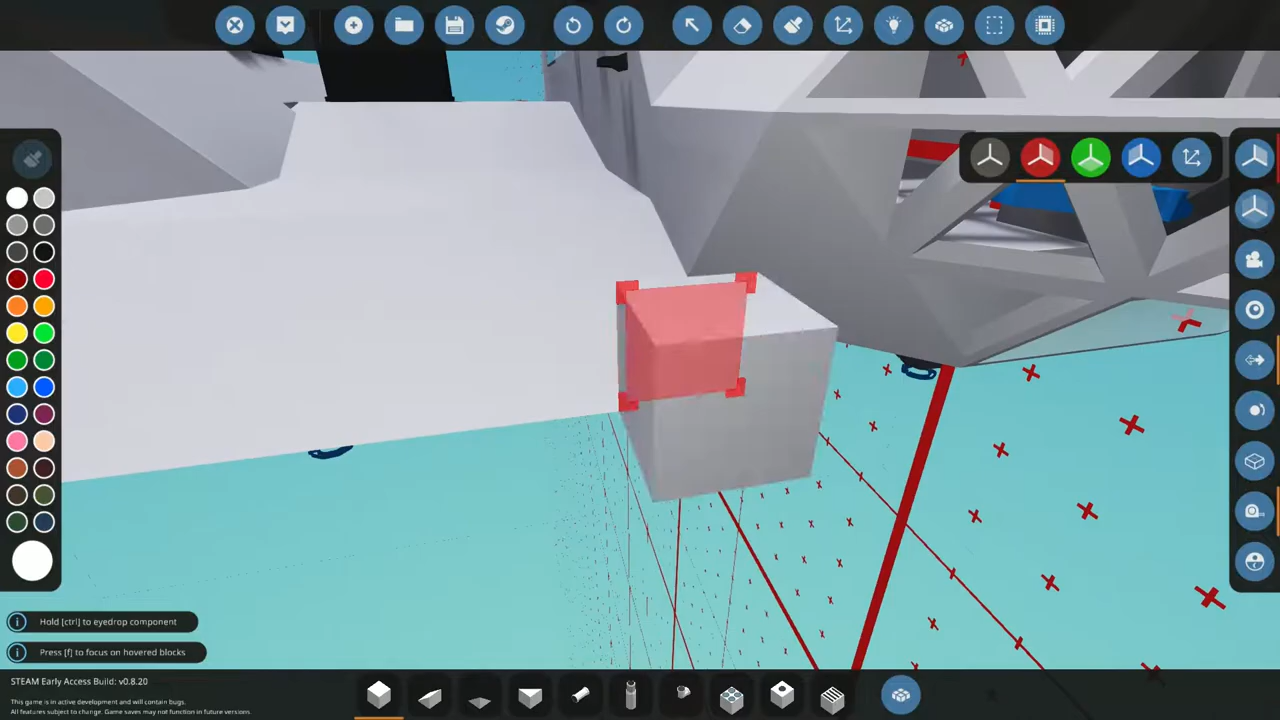 Hold [ctrl] to eyedrop component
Press [f] to focus on hovered blocks
STEAM Early Access Build: v0.8.20
This game is in active development and will contain bugs.
All features subject to change. Game saves may not function in future versions.